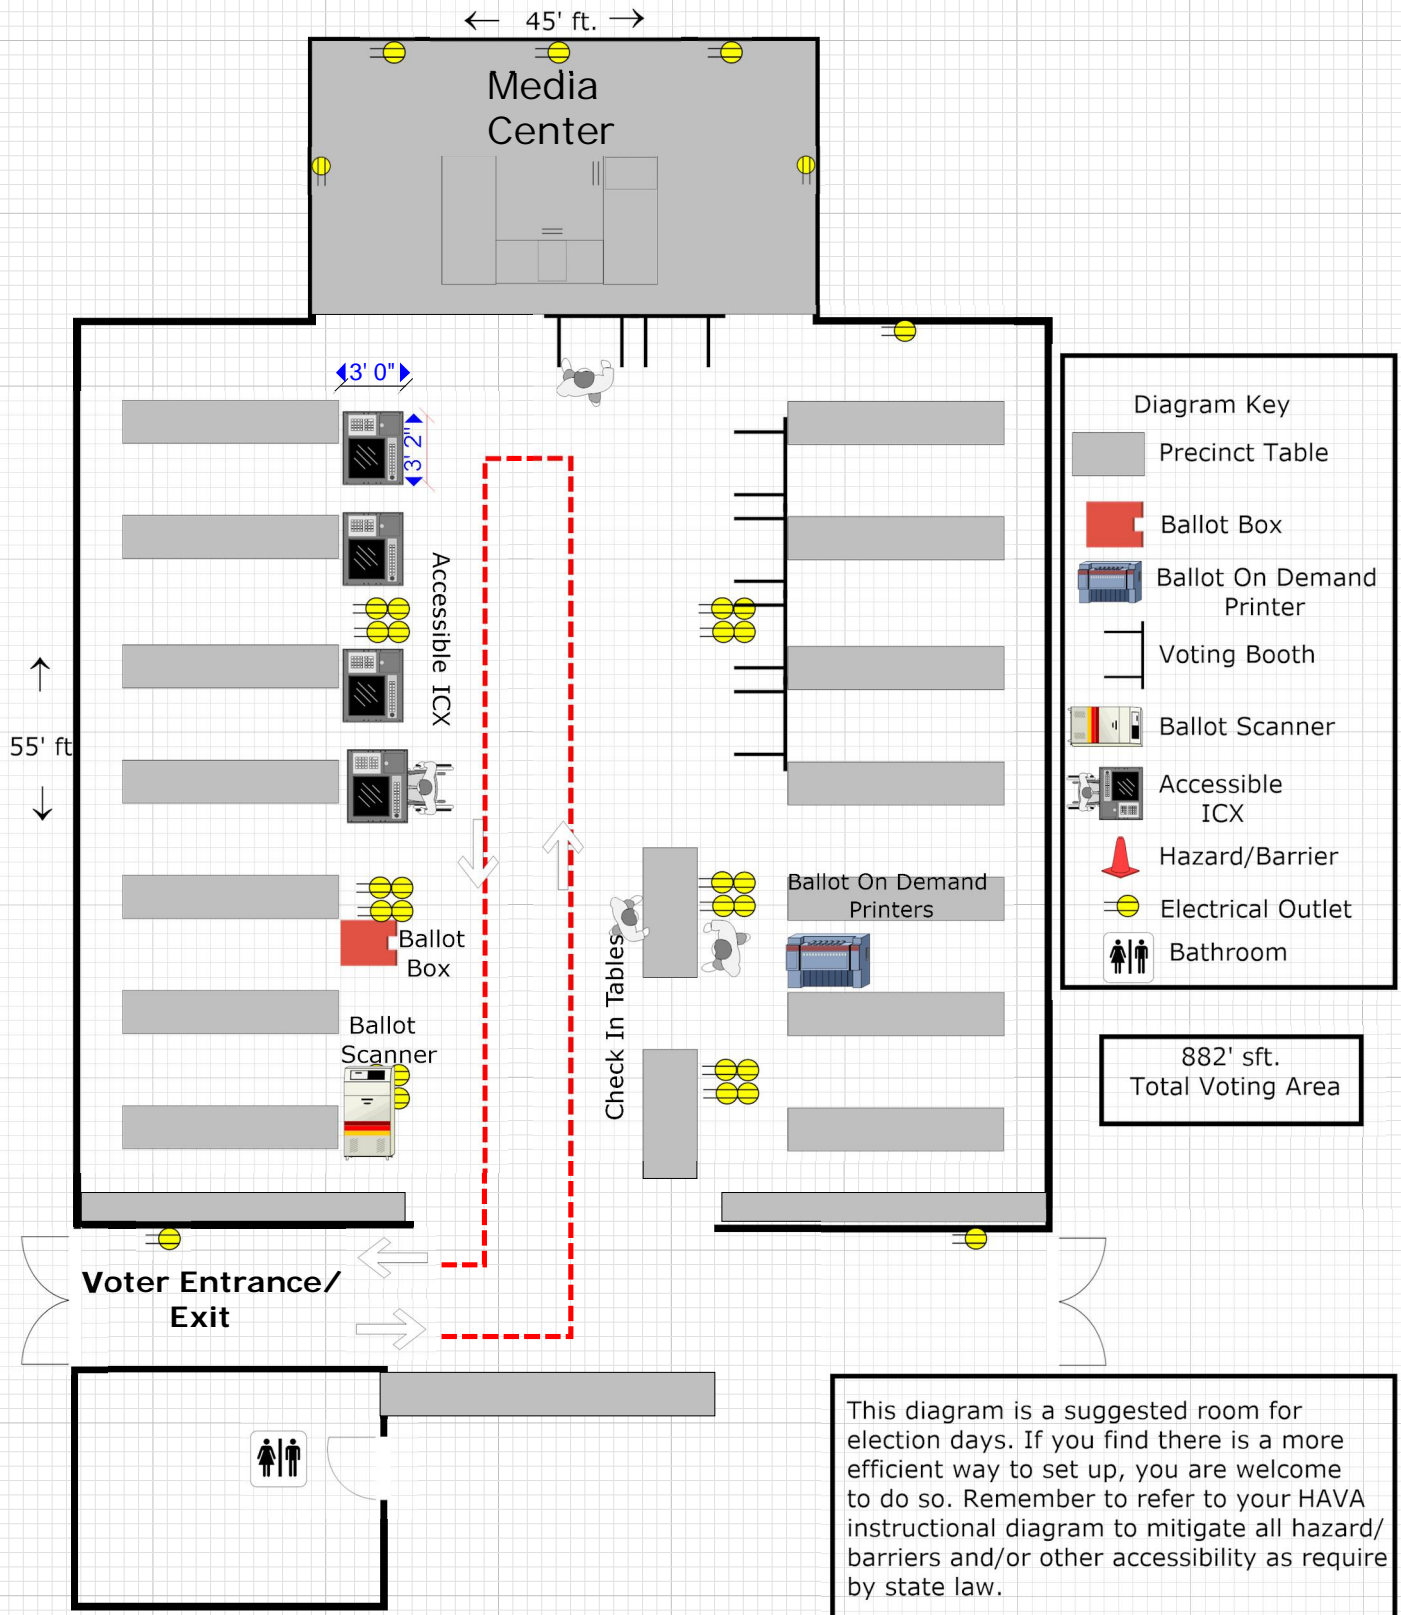 ← 45' ft. →
Media
Center
3' 0"
3' 2"
Accessible ICX
↑
55' ft
↓
Ballot On Demand
Printers
Ballot
Box
Check In Tables
Ballot
Scanner
Voter Entrance/
Exit
Diagram Key
Precinct Table
Ballot Box
Ballot On Demand
Printer
Voting Booth
Ballot Scanner
Accessible
ICX
Hazard/Barrier
Electrical Outlet
Bathroom
882' sft.
Total Voting Area
This diagram is a suggested room for
election days. If you find there is a more
efficient way to set up, you are welcome
to do so. Remember to refer to your HAVA
instructional diagram to mitigate all hazard/
barriers and/or other accessibility as require
by state law.